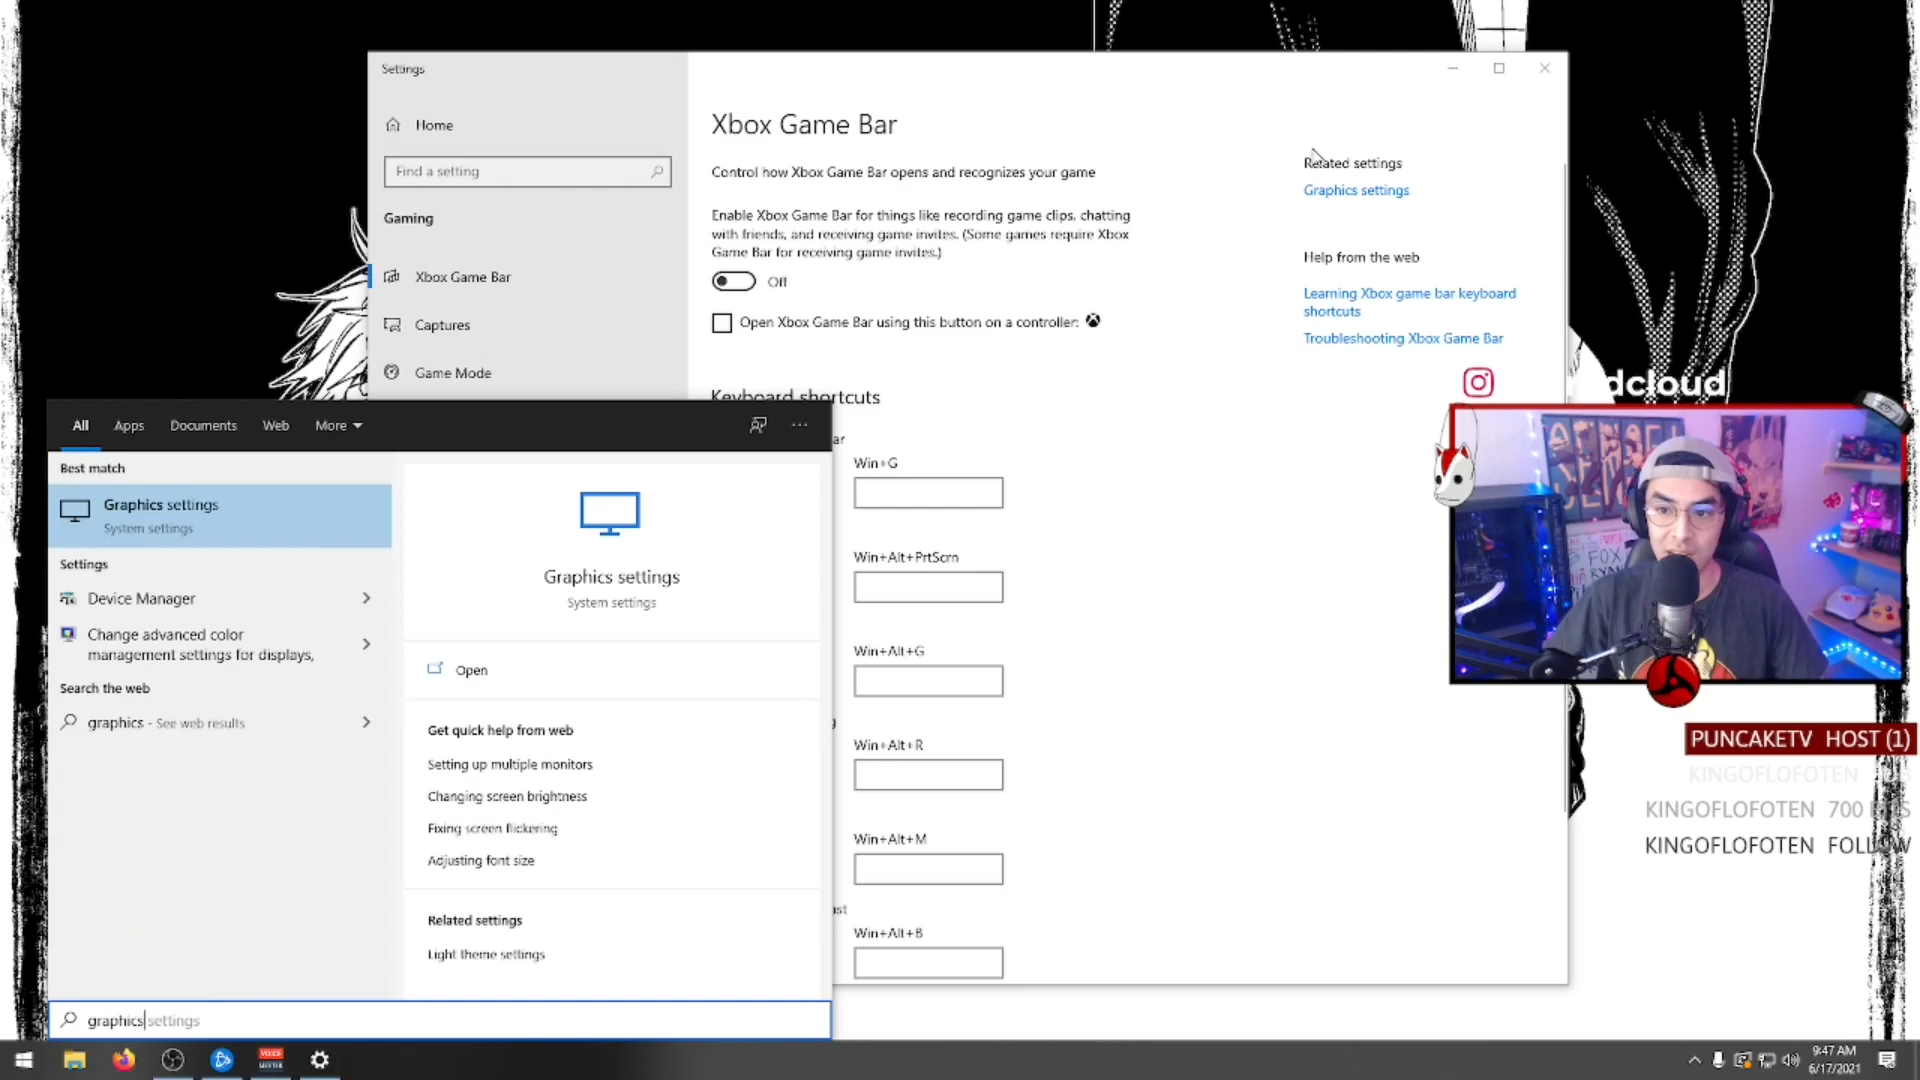 Settings
Home
Find a setting
Gaming
Xbox Game Bar
Captures
Game Mode
Xbox Game Bar
Control how Xbox Game Bar opens and recognizes your game
Enable Xbox Game Bar for things like recording game clips, chatting
with friends, and receiving game invites. (Some games require Xbox
Game Bar for receiving game invites.)
Off
Open Xbox Game Bar using this button on a controller:
Keyboard shortcuts
Win+G
Win+Alt+PrtScrn
Win+Alt+G
Win+Alt+R
Win+Alt+M
Win+Alt+B
Related settings
Graphics settings
Help from the web
Learning Xbox game bar keyboard
shortcuts
Troubleshooting Xbox Game Bar
All
Apps
Documents
Web
More
Best match
Graphics settings
System settings
Settings
Device Manager
Change advanced color
management settings for displays,
Search the web
graphics - See web results
Graphics settings
System settings
Open
Get quick help from web
Setting up multiple monitors
Changing screen brightness
Fixing screen flickering
Adjusting font size
Related settings
Light theme settings
graphics settings
dcloud
FOX
PUNCAKETV HOST (1)
KINGOFLOFOTEN
KINGOFLOFOTEN 700
KINGOFLOFOTEN FOLLOW
VOICE
MEETER
9:47 AM
6/17/2021